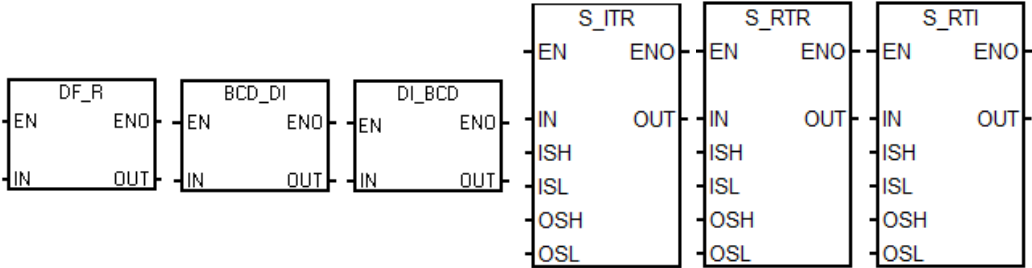 S_ITR S_RTR S_RTI
EN ENO EN ENO EN ENO
DF_R BCD_DI DI_BCD
EN ENO EN ENO EN ENO IN OUT IN OUT IN OUT
ISH ISH ISH
IN OUT IN OUT IN OUT ISL ISL ISL
OSH OSH OSH
OSL OSL OSL